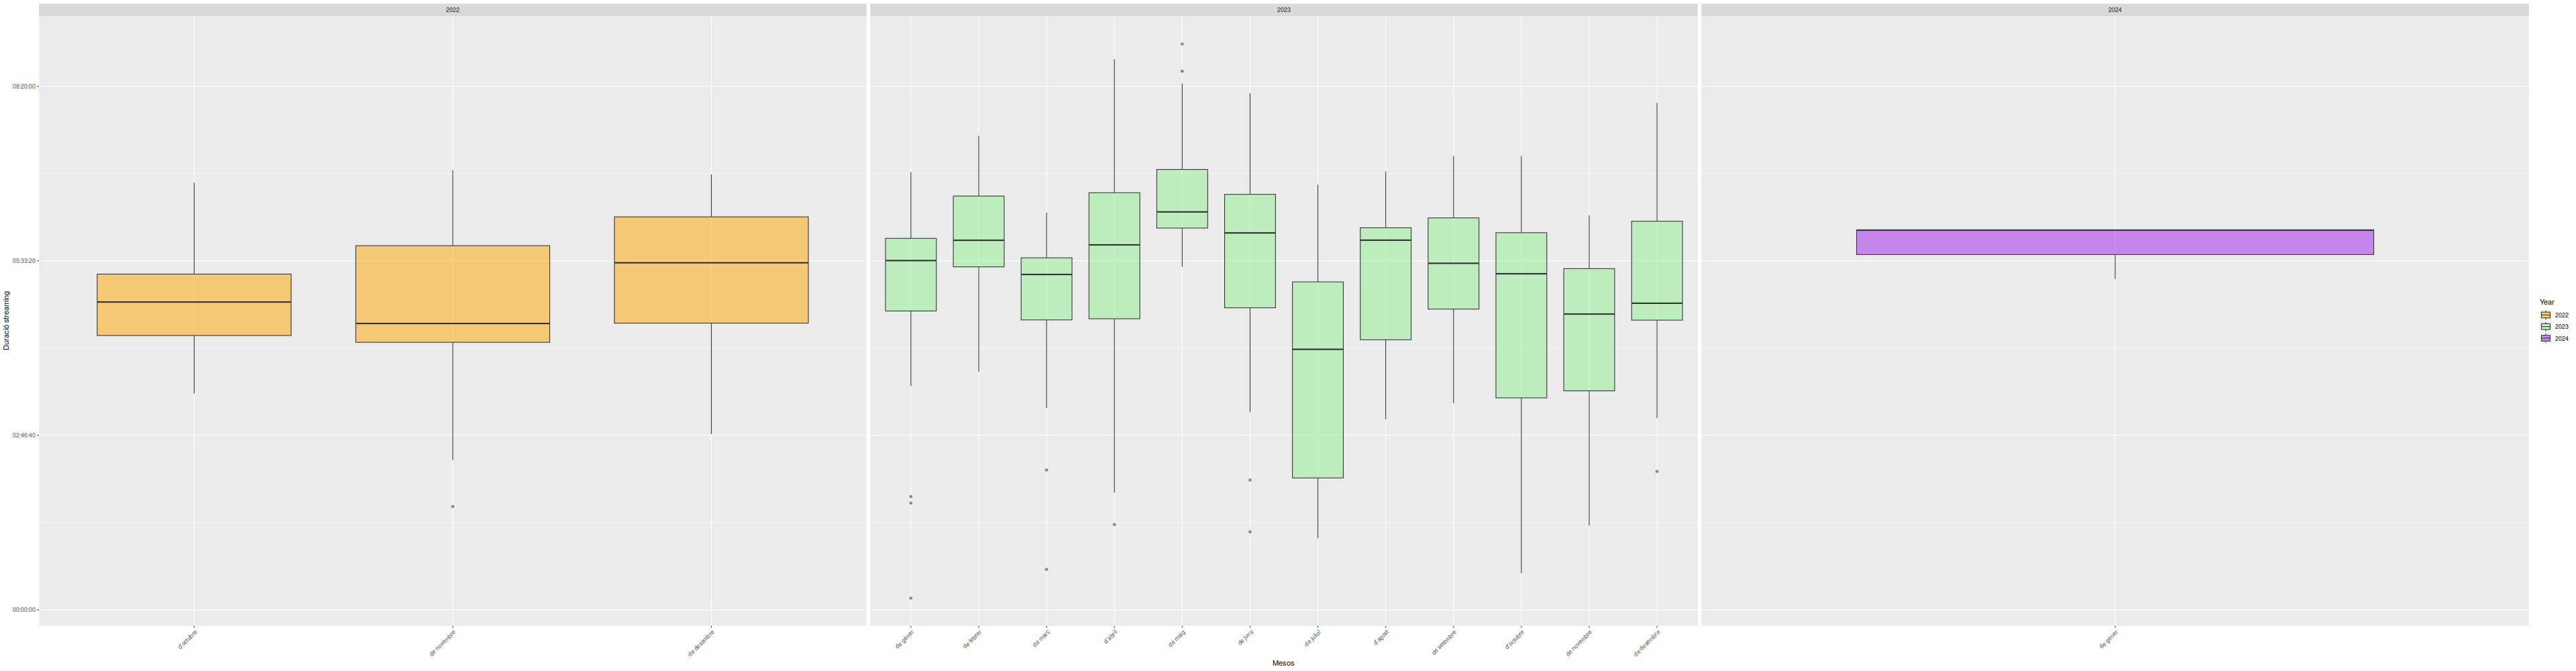 2022
2023
2024
08:20:00
05:33:20
02:46:40
00:00:00
Duració streaming
d'octubre
de novembre
de desembre
de gener
de febrer
de març
d'abril
de maig
de juny
de juliol
d'agost
de setembre
d'octubre
de novembre
de desembre
de gener
Mesos
Year
2022
2023
2024